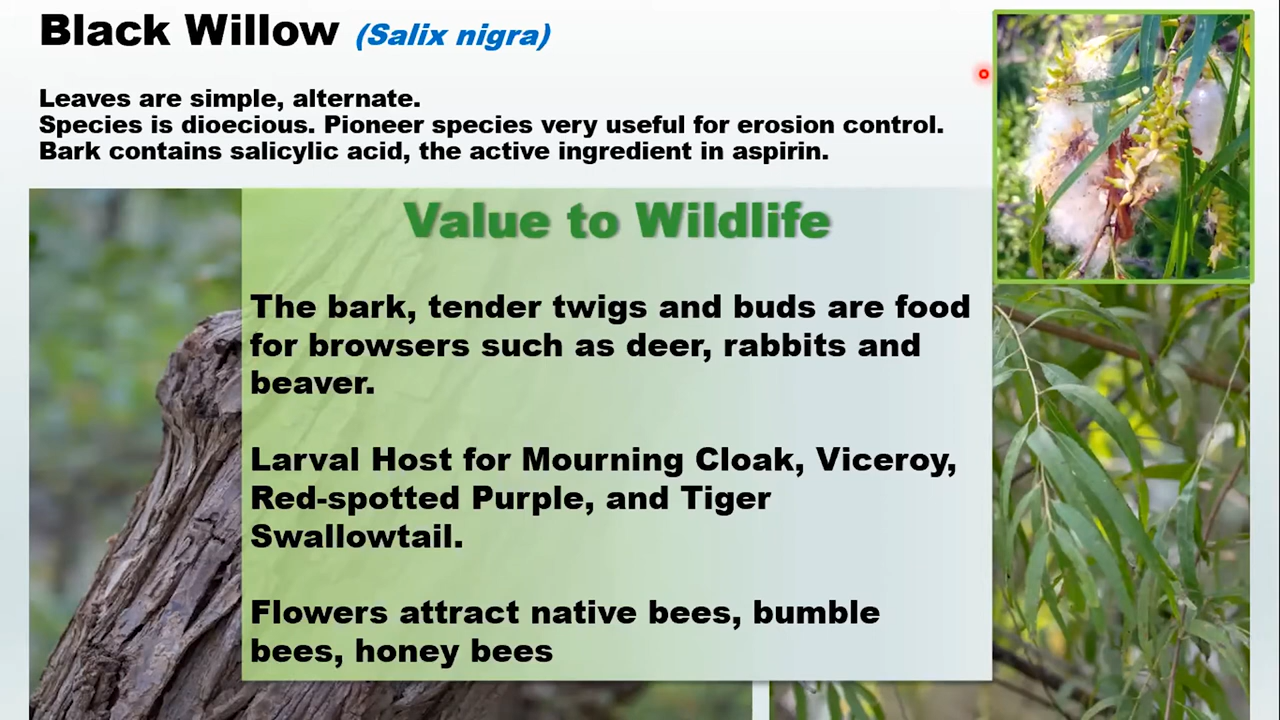 Black Willow (Salix nigra)
Leaves are simple, alternate.
Species is dioecious. Pioneer species very useful for erosion control.
Bark contains salicylic acid, the active ingredient in aspirin.
Value to Wildlife
The bark, tender twigs and buds are food
for browsers such as deer, rabbits and
beaver.
Larval Host for Mourning Cloak, Viceroy,
Red-spotted Purple, and Tiger
Swallowtail.
Flowers attract native bees, bumble
bees, honey bees